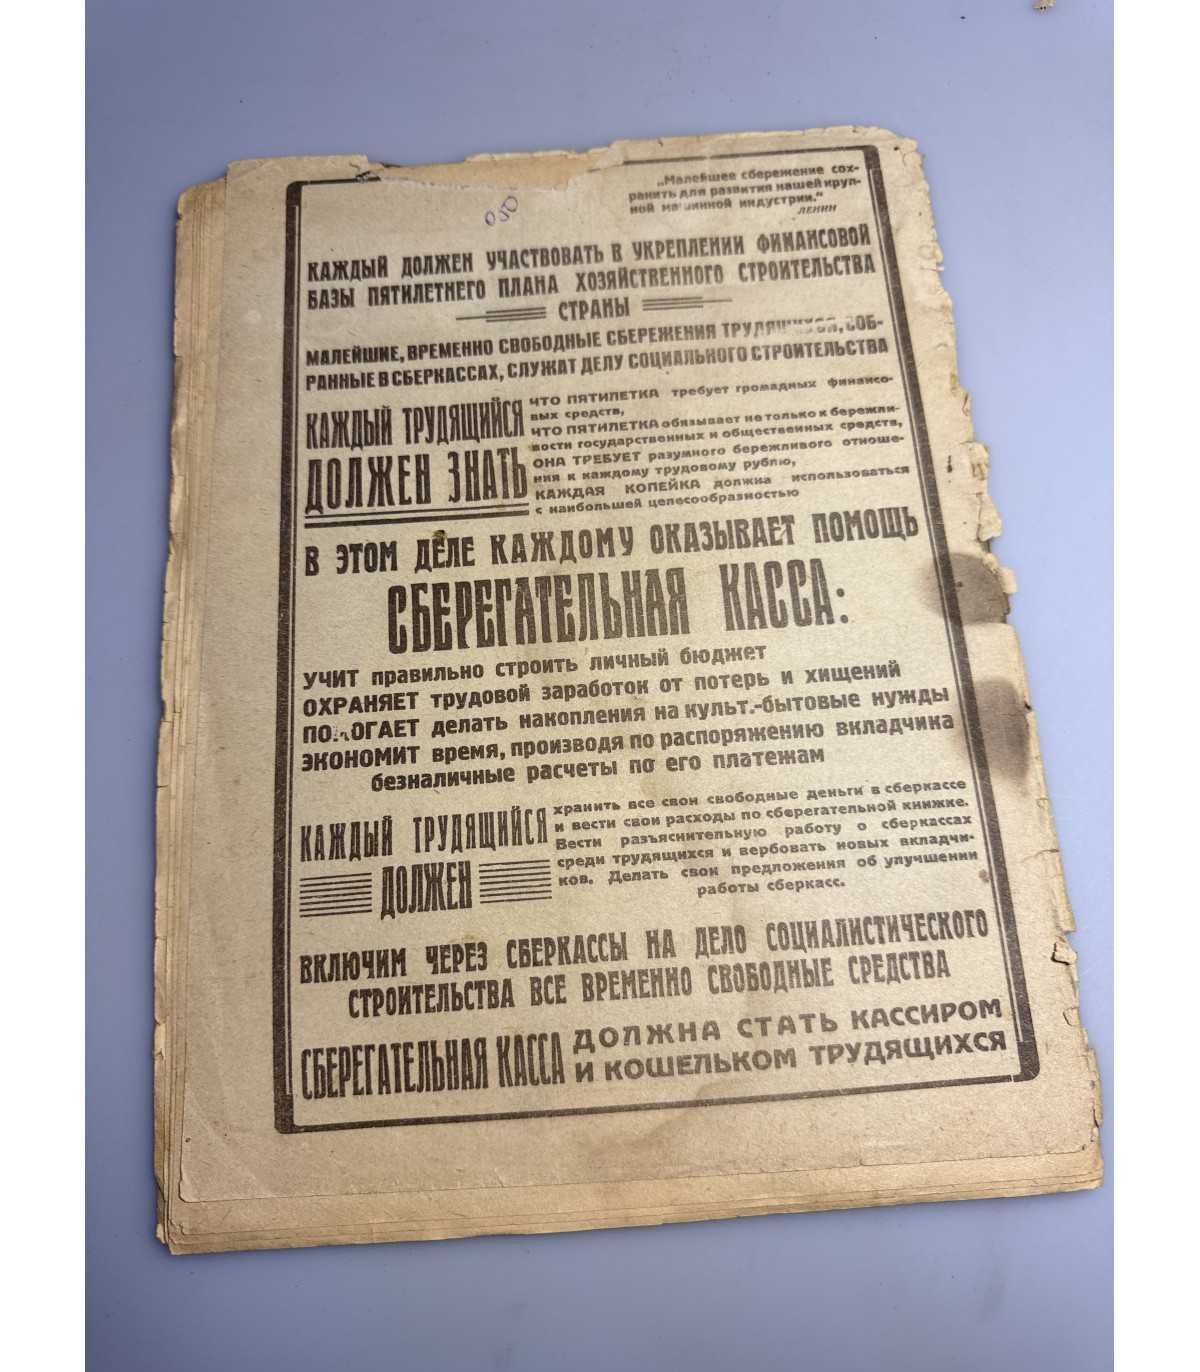 „Малейшее сбережение сох-
ранить для развития нашей круп-
ной машинной индустрии."
ЛЕНИН
КАЖДЫЙ ДОЛЖЕН УЧАСТВОВАТЬ В УКРЕПЛЕНИИ ФИНАНСОВОЙ
БАЗЫ ПЯТИЛЕТНЕГО ПЛАНА ХОЗЯЙСТВЕННОГО СТРОИТЕЛЬСТВА
СТРАНЫ
МАЛЕЙШИЕ, ВРЕМЕННО СВОБОДНЫЕ СБЕРЕЖЕНИЯ ТРУДЯЩИХСЯ, СОБ-
РАННЫЕ В СБЕРКАССАХ, СЛУЖАТ ДЕЛУ СОЦИАЛЬНОГО СТРОИТЕЛЬСТВА
КАЖДЫЙ ТРУДЯЩИЙСЯ
ДОЛЖЕН ЗНАТЬ
ЧТО ПЯТИЛЕТКА требует громадных финансо-
вых средств,
ЧТО ПЯТИЛЕТКА обязывает не только к бережли-
вости государственных и общественных средств,
ОНА ТРЕБУЕТ разумного бережливого отноше-
ния к каждому трудовому рублю,
КАЖДАЯ КОПЕЙКА должна использоваться
с наибольшей целесообразностью
В ЭТОМ ДЕЛЕ КАЖДОМУ ОКАЗЫВАЕТ ПОМОЩЬ
СБЕРЕГАТЕЛЬНАЯ КАССА:
УЧИТ правильно строить личный бюджет
ОХРАНЯЕТ трудовой заработок от потерь и хищений
ПОМОГАЕТ делать накопления на культ.-бытовые нужды
ЭКОНОМИТ время, производя по распоряжению вкладчика
безналичные расчеты по его платежам
КАЖДЫЙ ТРУДЯЩИЙСЯ
ДОЛЖЕН
хранить все свои свободные деньги в сберкассе
и вести свои расходы по сберегательной книжке.
Вести разъяснительную работу о сберкассах
среди трудящихся и вербовать новых вкладчи-
ков. Делать свои предложения об улучшении
работы сберкасс.
ВКЛЮЧИМ ЧЕРЕЗ СБЕРКАССЫ НА ДЕЛО СОЦИАЛИСТИЧЕСКОГО
СТРОИТЕЛЬСТВА ВСЕ ВРЕМЕННО СВОБОДНЫЕ СРЕДСТВА
СБЕРЕГАТЕЛЬНАЯ КАССА
ДОЛЖНА СТАТЬ КАССИРОМ
И КОШЕЛЬКОМ ТРУДЯЩИХСЯ